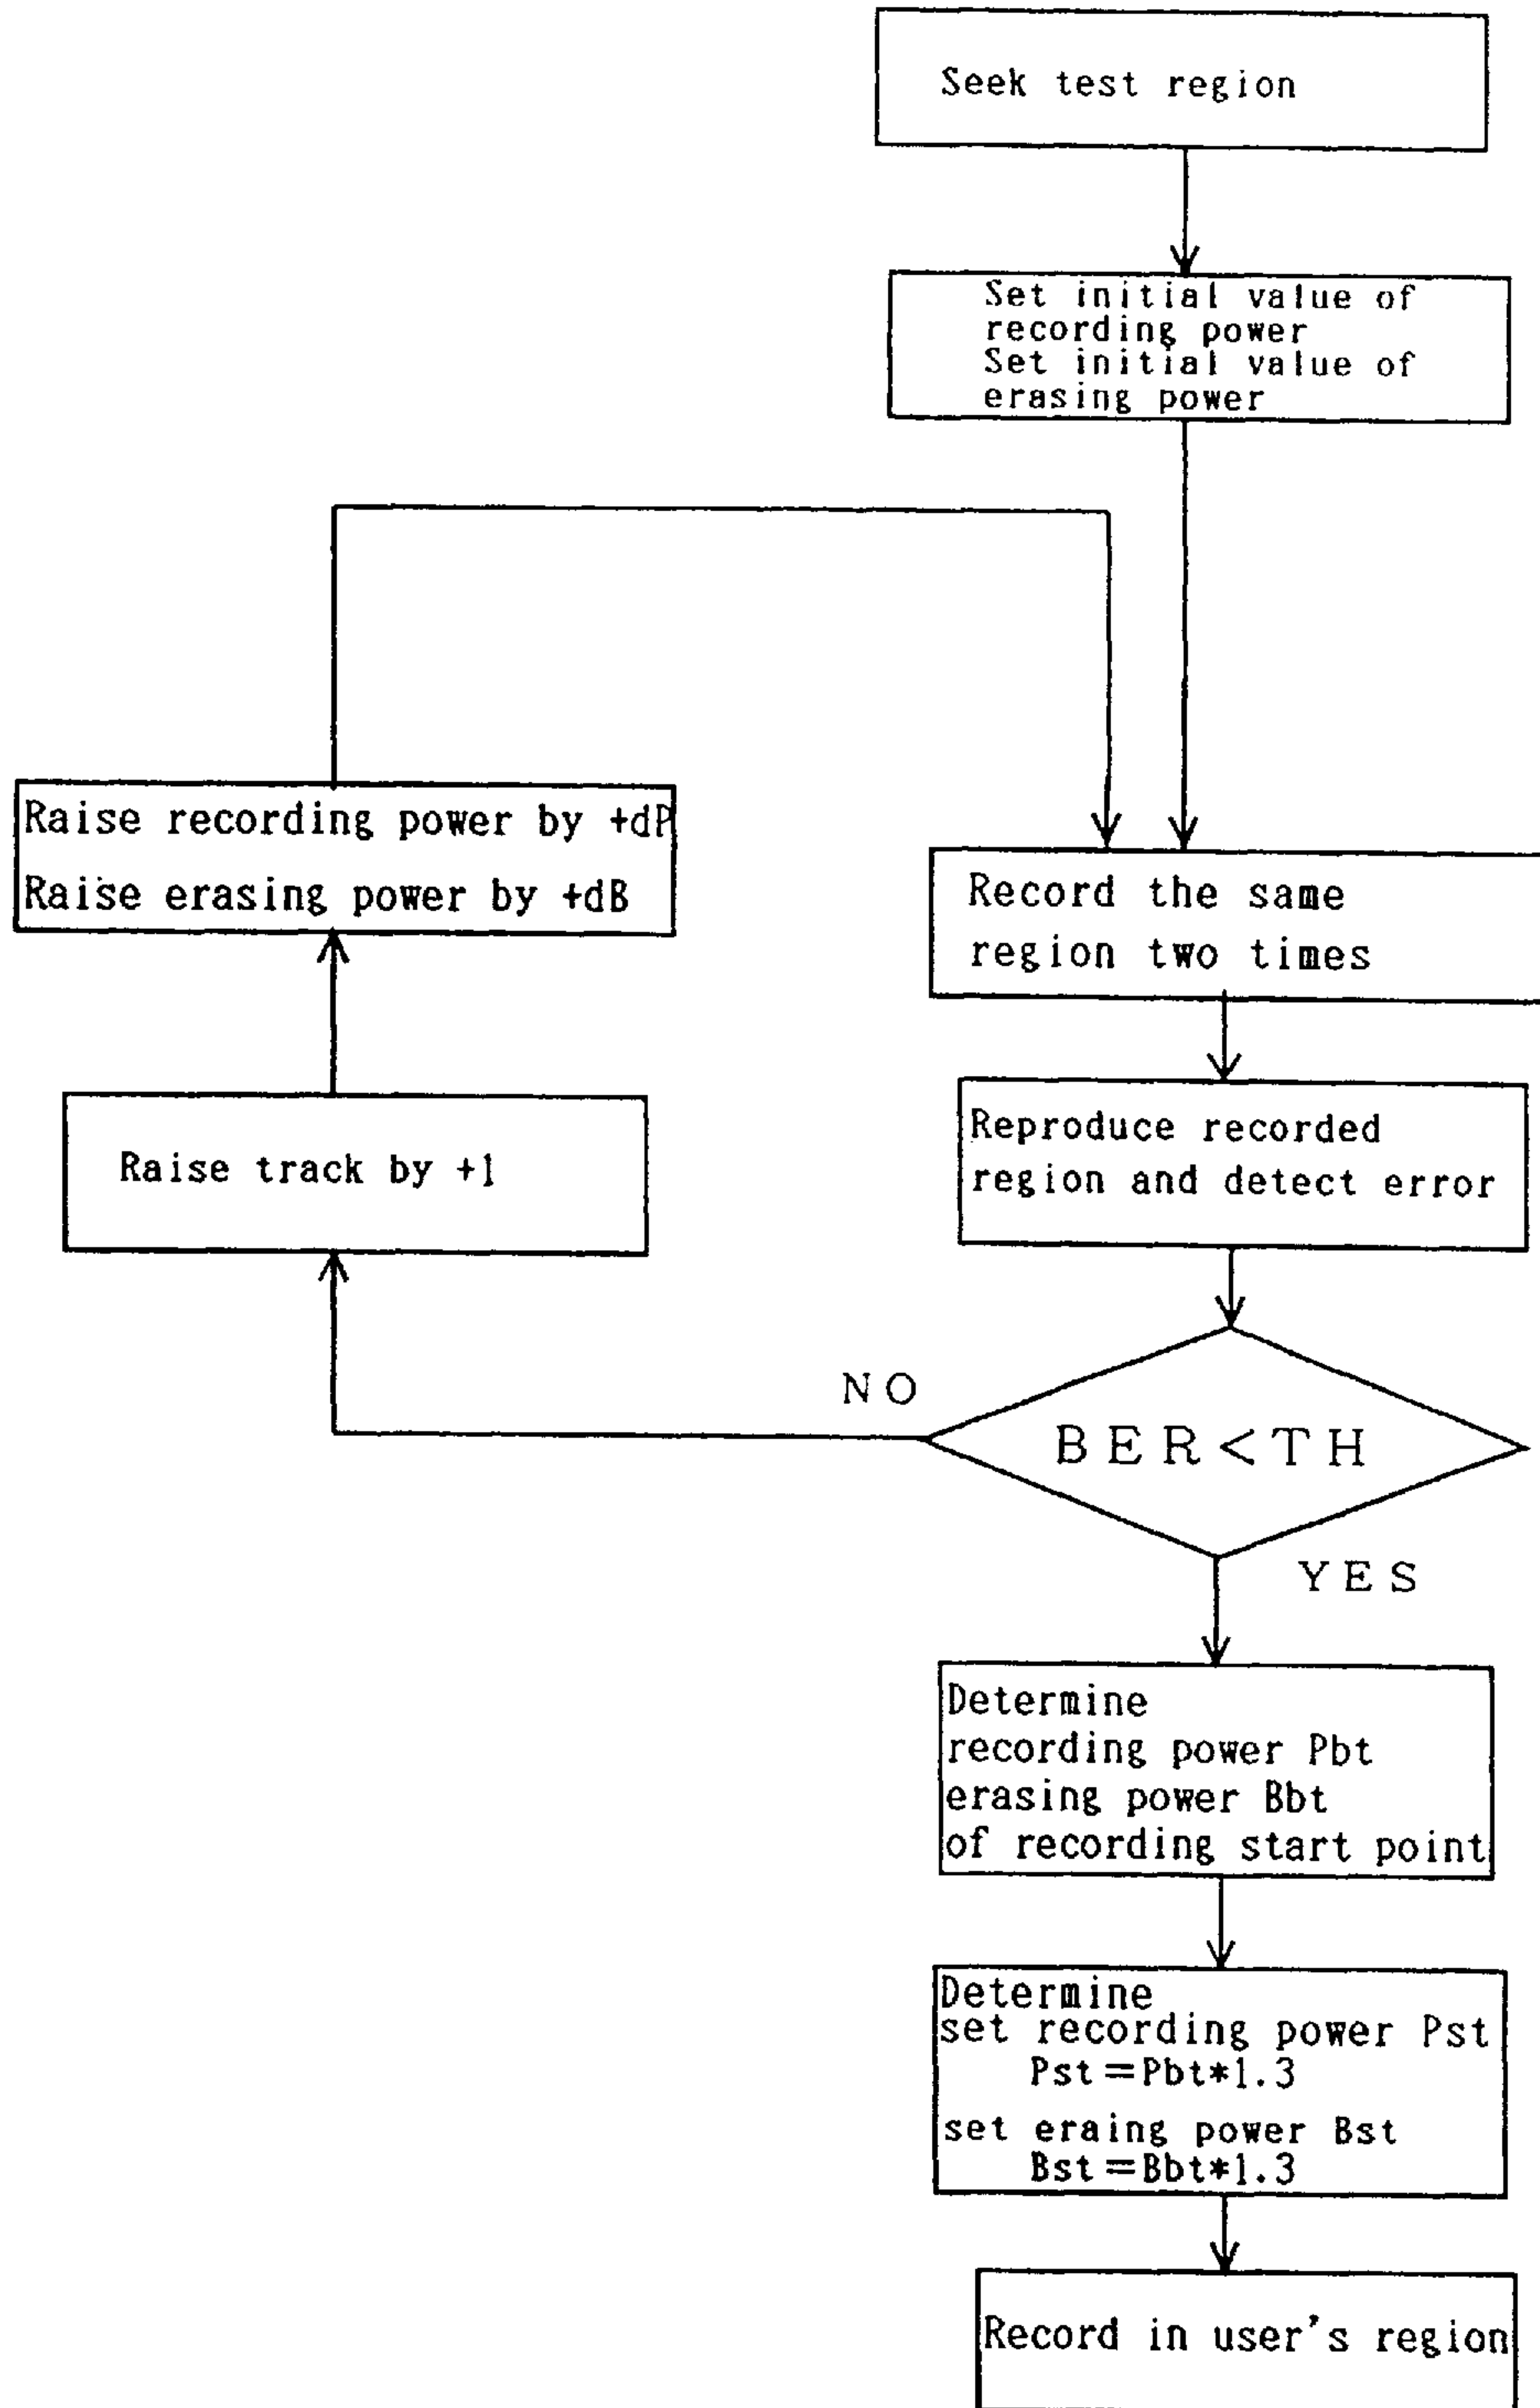 Seek test region
Set initial value of
recording power
Set initial value of
erasing power
Raise recording power by +dP
Raise erasing power by +dB
Record the same
region two times
Raise track by +1
Reproduce recorded
region and detect error
NO
BER<TH
YES
Determine
recording power Pbt
erasing power Bbt
of recording start point
Determine
set recording power Pst
Pst=Pbt*1.3
set eraing power Bst
Bst=Bbt*1.3
Record in user's region